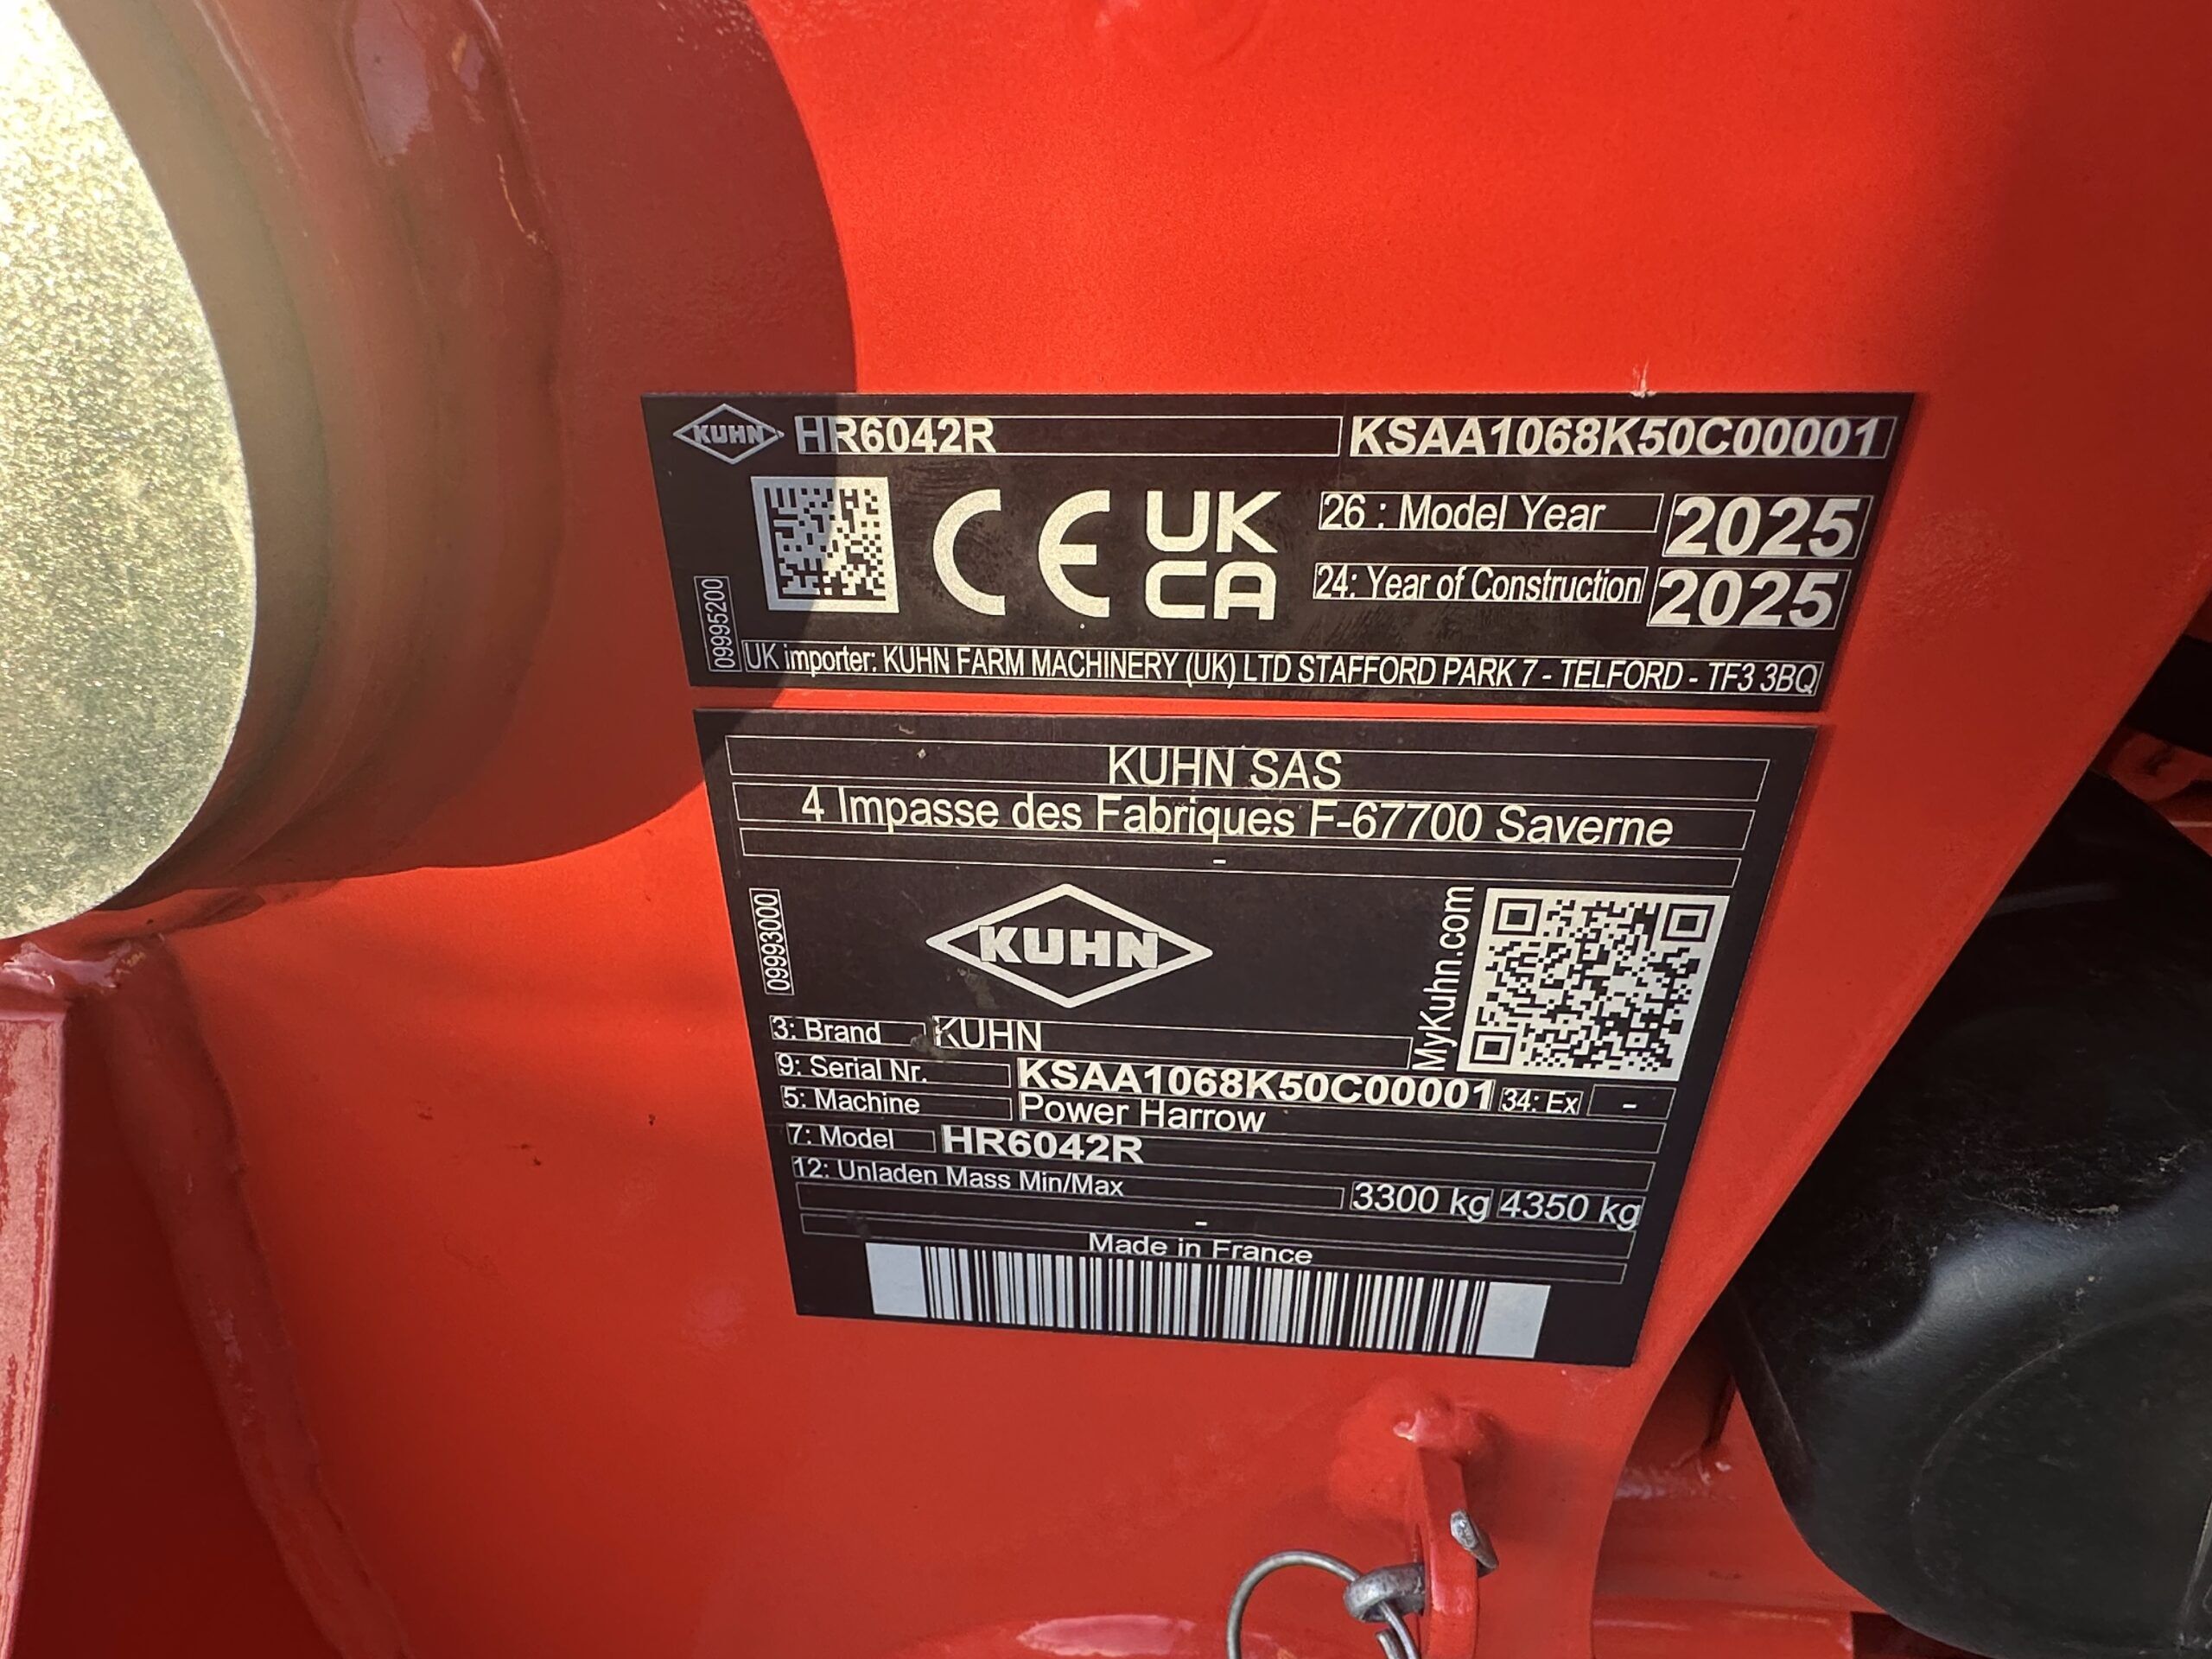 KUHN HR6042R KSAA1068K50C00001
CE UK CA 26 : Model Year 2025
24: Year of Construction 2025
09995200
UK importer: KUHN FARM MACHINERY (UK) LTD STAFFORD PARK 7 - TELFORD - TF3 3BQ
KUHN SAS
4 Impasse des Fabriques F-67700 Saverne
-
09993000
KUHN
MyKuhn.com
3: Brand KUHN
9: Serial Nr. KSAA1068K50C00001 34: Ex -
5: Machine Power Harrow
7: Model HR6042R
12: Unladen Mass Min/Max 3300 kg 4350 kg
-
Made in France